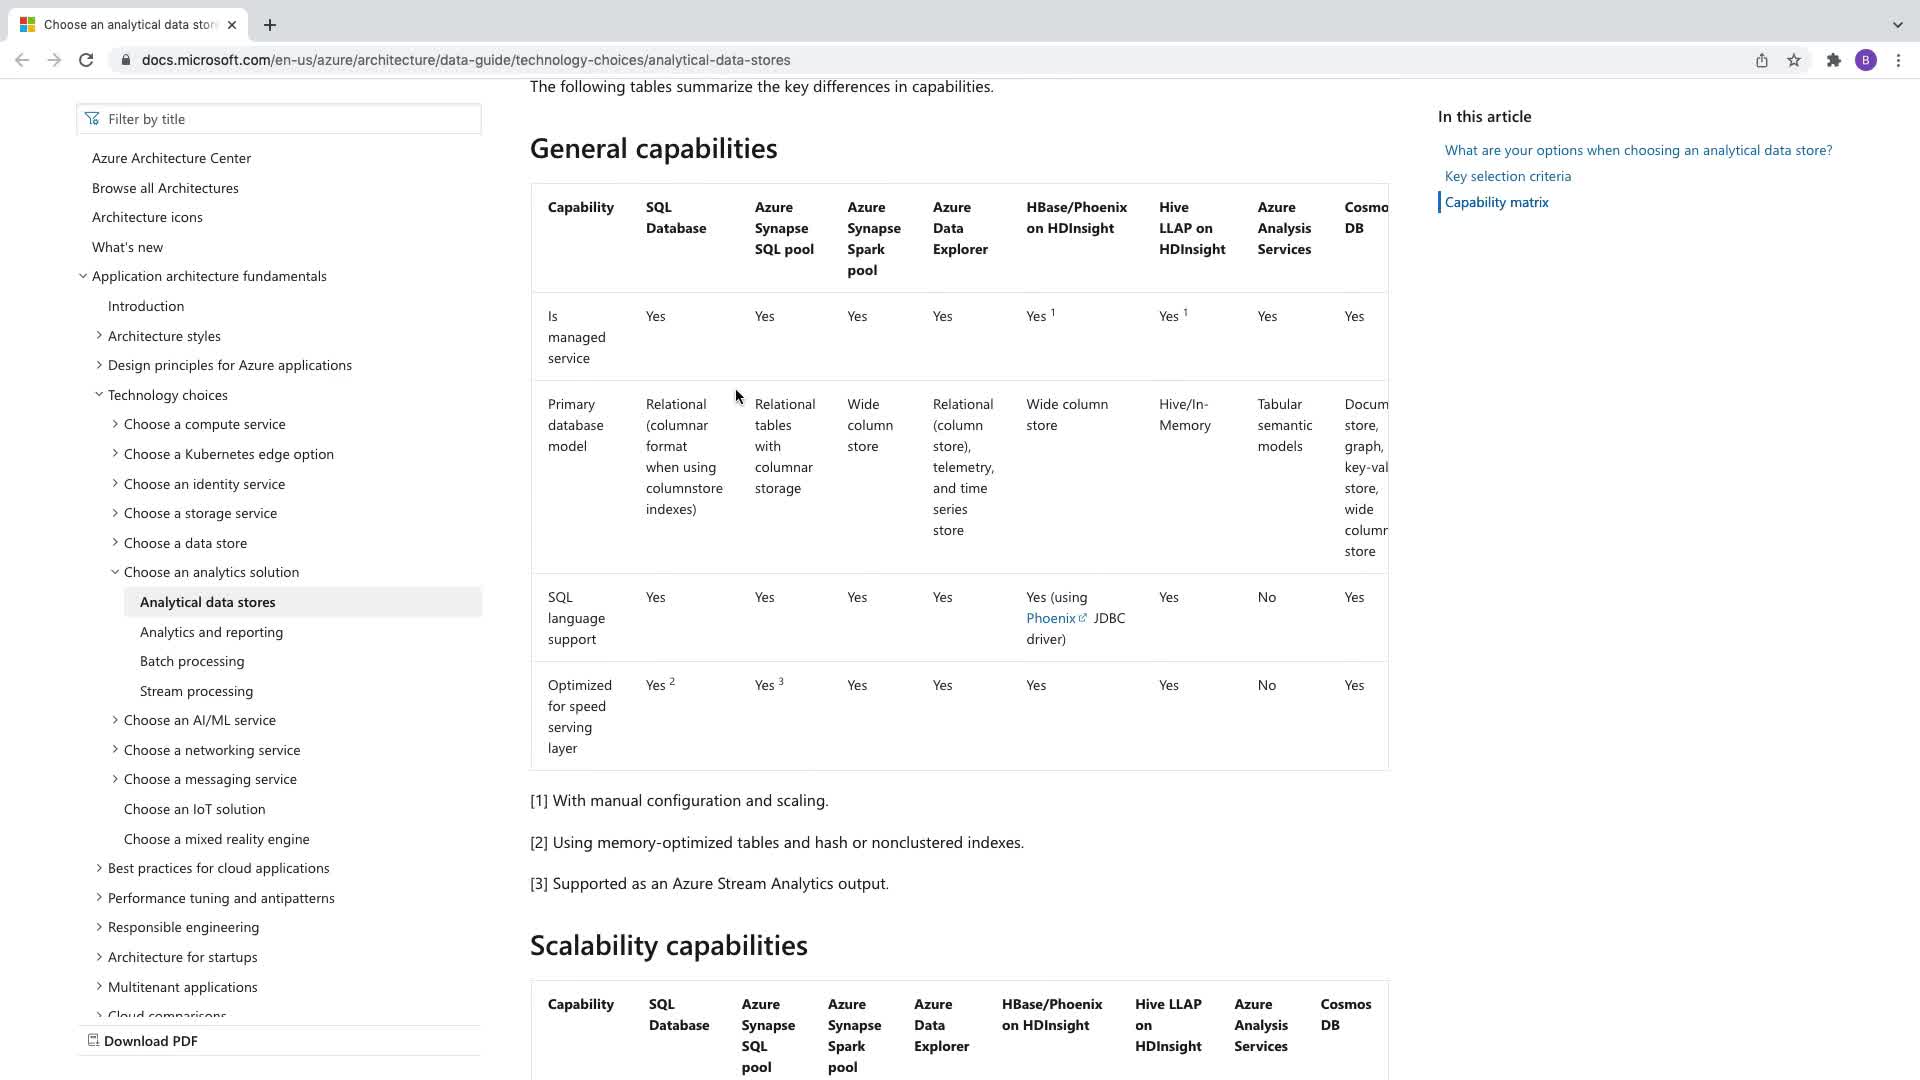 Choose an analytical data stor
docs.microsoft.com/en-us/azure/architecture/data-guide/technology-choices/analytical-data-stores
B
Filter by title
Azure Architecture Center
Browse all Architectures
Architecture icons
What's new
Application architecture fundamentals
Introduction
Architecture styles
Design principles for Azure applications
Technology choices
Choose a compute service
Choose a Kubernetes edge option
Choose an identity service
Choose a storage service
Choose a data store
Choose an analytics solution
Analytical data stores
Analytics and reporting
Batch processing
Stream processing
Choose an AI/ML service
Choose a networking service
Choose a messaging service
Choose an IoT solution
Choose a mixed reality engine
Best practices for cloud applications
Performance tuning and antipatterns
Responsible engineering
Architecture for startups
Multitenant applications
Cloud comparisons
Download PDF
The following tables summarize the key differences in capabilities.
General capabilities
Capability
SQL
Database
Azure
Synapse
SQL pool
Azure
Synapse
Spark
pool
Azure
Data
Explorer
HBase/Phoenix
on HDInsight
Hive
LLAP on
HDInsight
Azure
Analysis
Services
Cosmo
DB
Is
managed
service
Yes
Yes
Yes
Yes
Yes 1
Yes 1
Yes
Yes
Primary
database
model
Relational
(columnar
format
when using
columnstore
indexes)
Relational
tables
with
columnar
storage
Wide
column
store
Relational
(column
store),
telemetry,
and time
series
store
Wide column
store
Hive/In-
Memory
Tabular
semantic
models
Docum
store,
graph,
key-val
store,
wide
column
store
SQL
language
support
Yes
Yes
Yes
Yes
Yes (using
Phoenix JDBC
driver)
Yes
No
Yes
Optimized
for speed
serving
layer
Yes 2
Yes 3
Yes
Yes
Yes
Yes
No
Yes
[1] With manual configuration and scaling.
[2] Using memory-optimized tables and hash or nonclustered indexes.
[3] Supported as an Azure Stream Analytics output.
Scalability capabilities
Capability
SQL
Database
Azure
Synapse
SQL
pool
Azure
Synapse
Spark
pool
Azure
Data
Explorer
HBase/Phoenix
on HDInsight
Hive LLAP
on
HDInsight
Azure
Analysis
Services
Cosmos
DB
In this article
What are your options when choosing an analytical data store?
Key selection criteria
Capability matrix